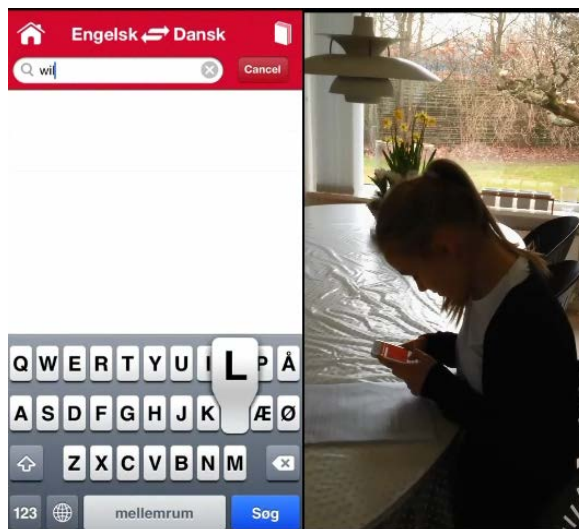 Engelsk Dansk
wil
Cancel
Q W E R T Y U I L P Å
A S D F G H J K Æ Ø
Z X C V B N M
123 mellemrum Søg